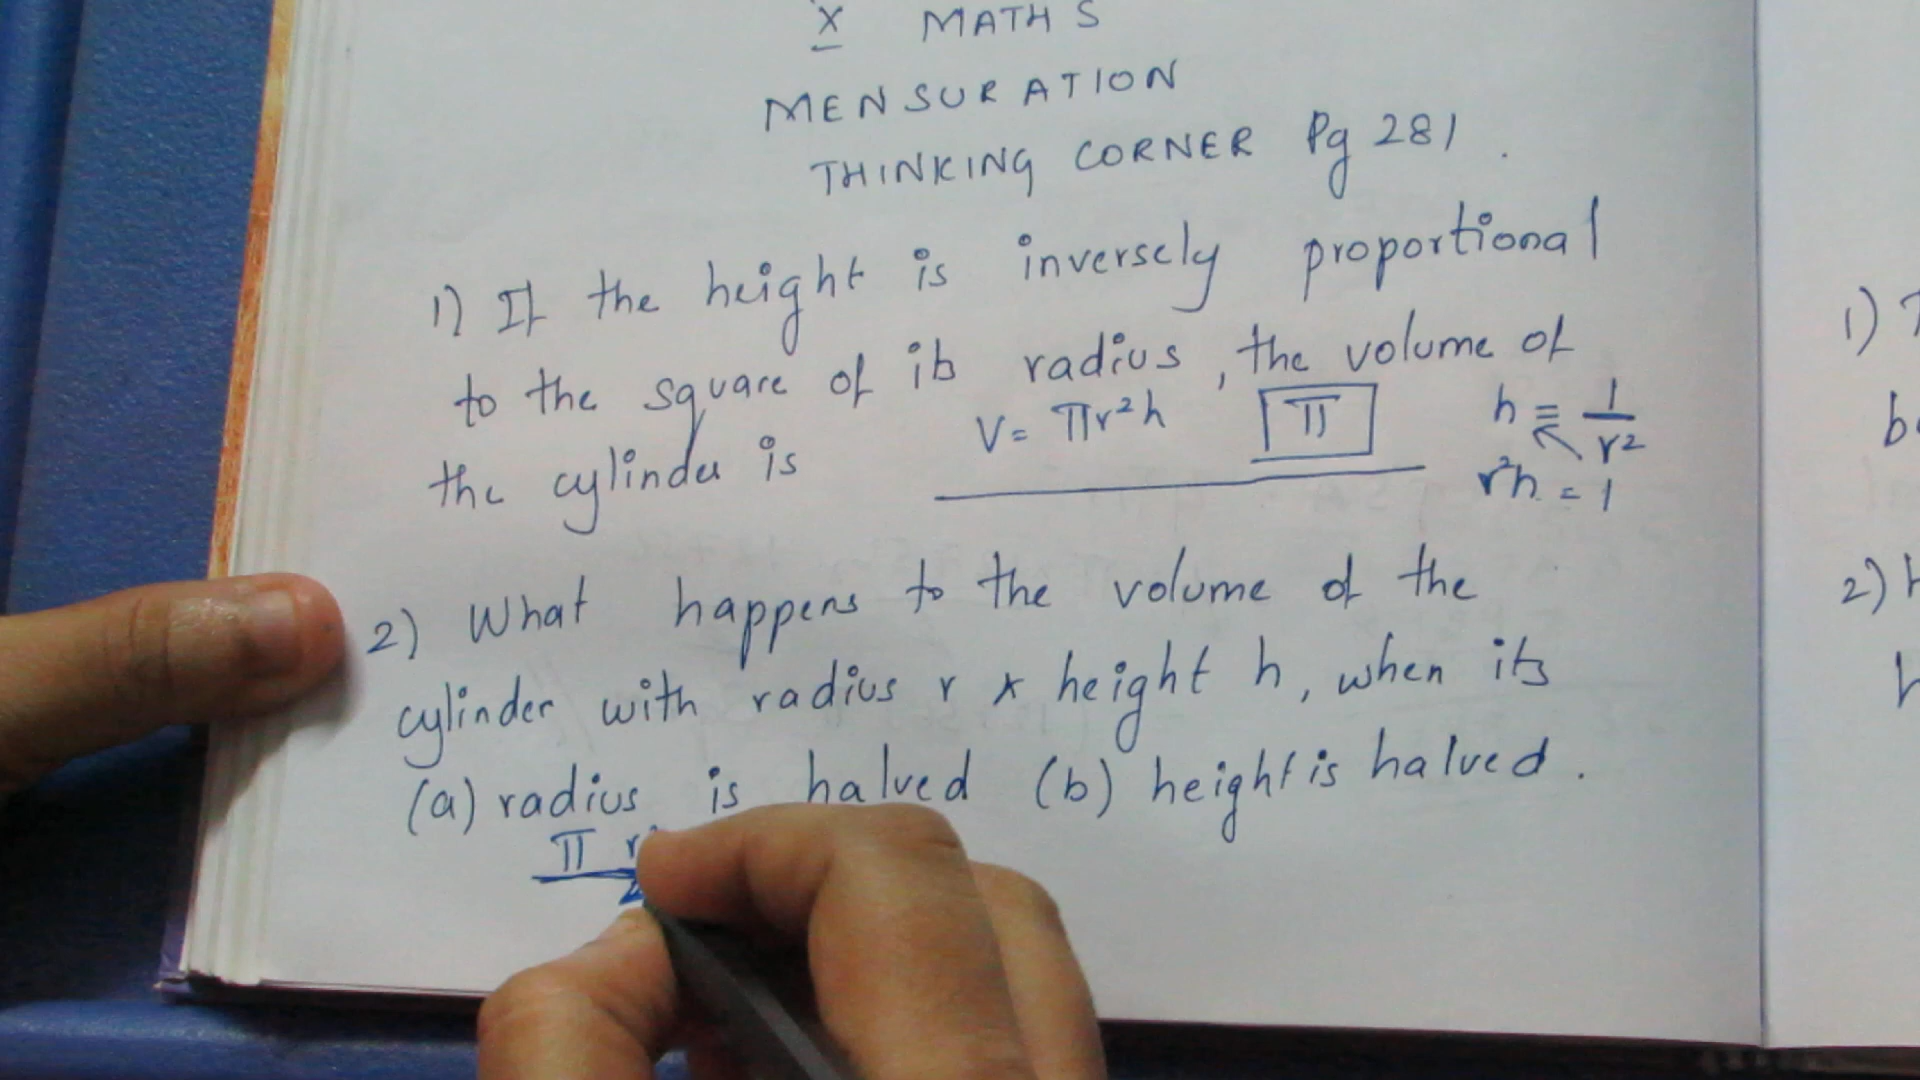 X MATHS
MENSURATION
THINKING CORNER Pg 281.
1) If the height is inversely proportional
to the square of its radius, the volume of
the cylinder is V = πr²h π
h = 1/r²
r²h = 1
2) What happens to the volume of the
cylinder with radius r x height h, when its
(a) radius is halved (b) height is halved.
π r
2
1)
2)